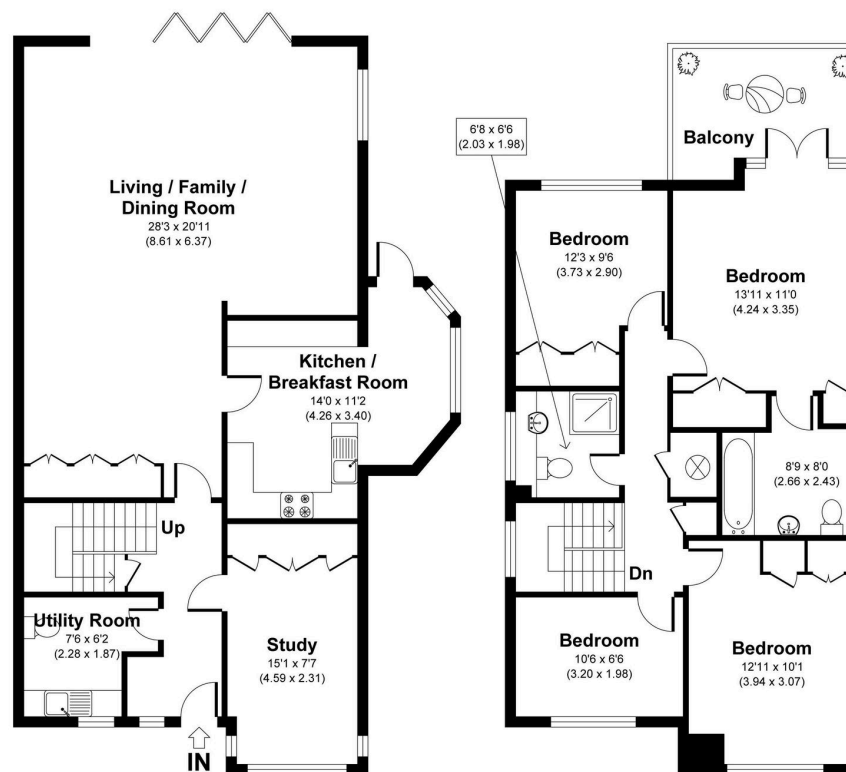 Living / Family /
Dining Room
28'3 x 20'11
(8.61 x 6.37)
Kitchen /
Breakfast Room
14'0 x 11'2
(4.26 x 3.40)
Up
Utility Room
7'6 x 6'2
(2.28 x 1.87)
Study
15'1 x 7'7
(4.59 x 2.31)
IN
6'8 x 6'6
(2.03 x 1.98)
Balcony
Bedroom
12'3 x 9'6
(3.73 x 2.90)
Bedroom
13'11 x 11'0
(4.24 x 3.35)
8'9 x 8'0
(2.66 x 2.43)
Dn
Bedroom
10'6 x 6'6
(3.20 x 1.98)
Bedroom
12'11 x 10'1
(3.94 x 3.07)